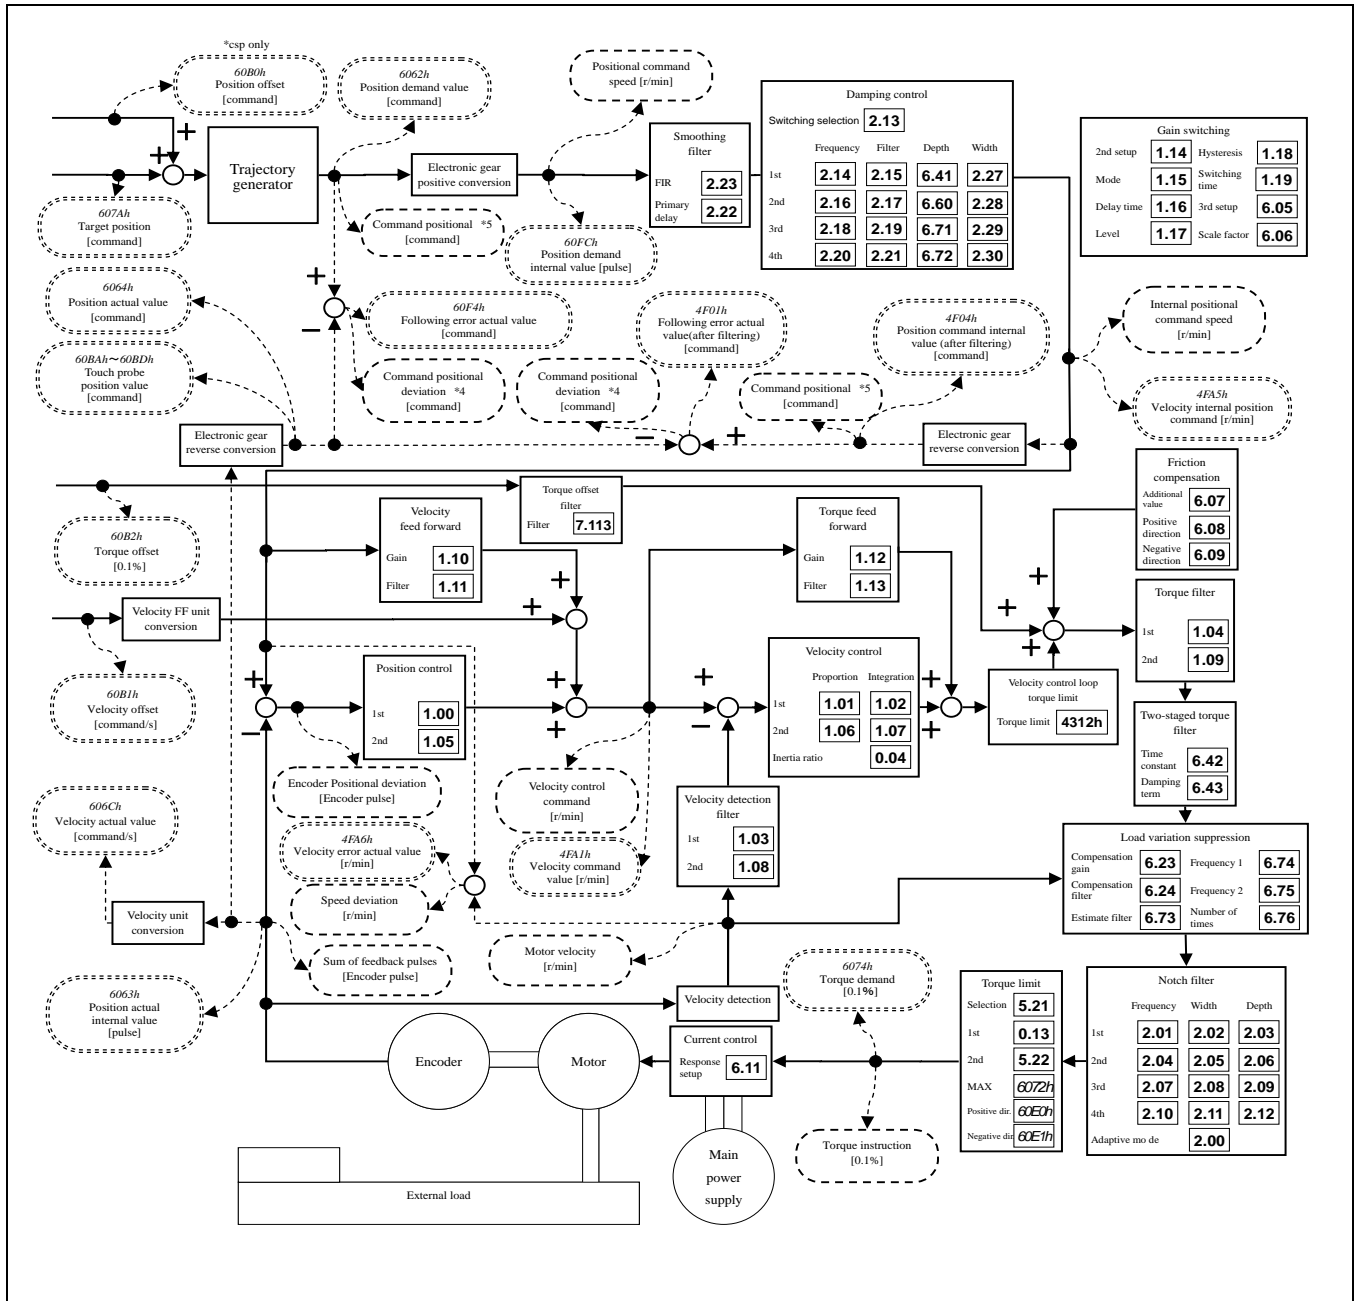 *csp only
60B0h
Position offset
[command]
6062h
Position demand value
[command]
Positional command
speed [r/min]
Trajectory
generator
Electronic gear
positive conversion
Smoothing
filter
FIR 2.23
Primary
delay 2.22
Damping control
Switching selection 2.13
Frequency Filter Depth Width
1st 2.14 2.15 6.41 2.27
2nd 2.16 2.17 6.60 2.28
3rd 2.18 2.19 6.71 2.29
4th 2.20 2.21 6.72 2.30
Gain switching
2nd setup 1.14 Hysteresis 1.18
Mode 1.15 Switching
time 1.19
Delay time 1.16 3rd setup 6.05
Level 1.17 Scale factor 6.06
607Ah
Target position
[command]
Command positional *5
[command]
60FCh
Position demand
internal value [pulse]
6064h
Position actual value
[command]
60F4h
Following error actual value
[command]
4F01h
Following error actual
value(after filtering)
[command]
4F04h
Position command internal
value (after filtering)
[command]
Internal positional
command speed
[r/min]
60BAh～60BDh
Touch probe
position value
[command]
Command positional
deviation *4
[command]
Command positional
deviation *4
[command]
Command positional *5
[command]
4FA5h
Velocity internal position
command [r/min]
Electronic gear
reverse conversion
Electronic gear
reverse conversion
60B2h
Torque offset
[0.1%]
Velocity
feed forward
Gain 1.10
Filter 1.11
Torque offset
filter
Filter 7.113
Torque feed
forward
Gain 1.12
Filter 1.13
Friction
compensation
Additional
value 6.07
Positive
direction 6.08
Negative
direction 6.09
Velocity FF unit
conversion
60B1h
Velocity offset
[command/s]
Position control
1st 1.00
2nd 1.05
Velocity control
Proportion Integration
1st 1.01 1.02
2nd 1.06 1.07
Inertia ratio 0.04
Velocity control loop
torque limit
Torque limit 4312h
Torque filter
1st 1.04
2nd 1.09
Two-staged torque
filter
Time
constant 6.42
Damping
term 6.43
Encoder Positional deviation
[Encoder pulse]
Velocity control
command
[r/min]
Velocity detection
filter
1st 1.03
2nd 1.08
606Ch
Velocity actual value
[command/s]
4FA6h
Velocity error actual value
[r/min]
4FA1h
Velocity command
value [r/min]
Load variation suppression
Compensation
gain 6.23 Frequency 1 6.74
Compensation
filter 6.24 Frequency 2 6.75
Estimate filter 6.73 Number of
times 6.76
Velocity unit
conversion
Speed deviation
[r/min]
Sum of feedback pulses
[Encoder pulse]
Motor velocity
[r/min]
6063h
Position actual
internal value
[pulse]
Velocity detection
6074h
Torque demand
[0.1%]
Torque limit
Selection 5.21
1st 0.13
2nd 5.22
MAX 6072h
Positive dir. 60E0h
Negative dir 60E1h
Notch filter
Frequency Width Depth
1st 2.01 2.02 2.03
2nd 2.04 2.05 2.06
3rd 2.07 2.08 2.09
4th 2.10 2.11 2.12
Adaptive mo de 2.00
Encoder
Motor
Current control
Response
setup 6.11
Torque instruction
[0.1%]
Main
power
supply
External load